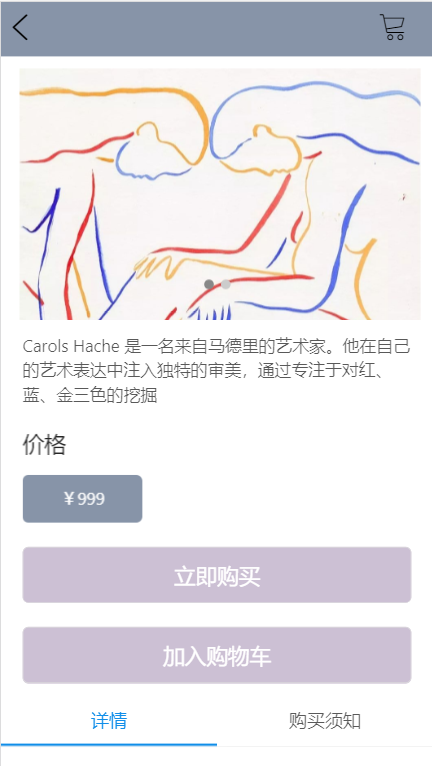 Carols Hache 是一名来自马德里的艺术家。他在自己
的艺术表达中注入独特的审美，通过专注于对红、
蓝、金三色的挖掘
价格
￥999
立即购买
加入购物车
详情 购买须知